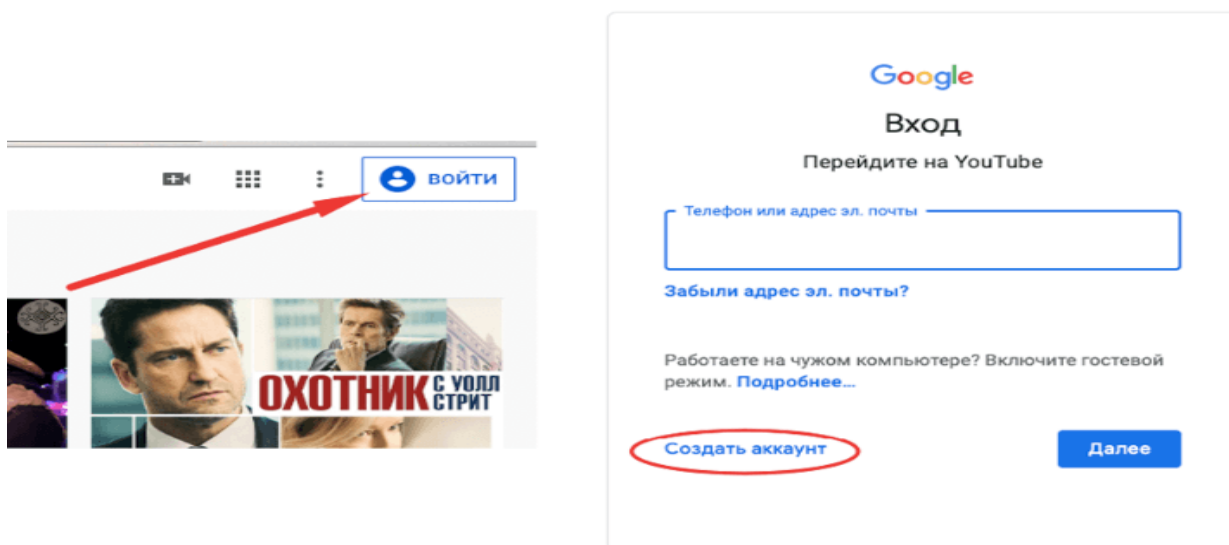 ВОЙТИ
ОХОТНИК С УОЛЛ
СТРИТ
Google
Вход
Перейдите на YouTube
Телефон или адрес эл. почты
Забыли адрес эл. почты?
Работаете на чужом компьютере? Включите гостевой
режим. Подробнее...
Создать аккаунт
Далее